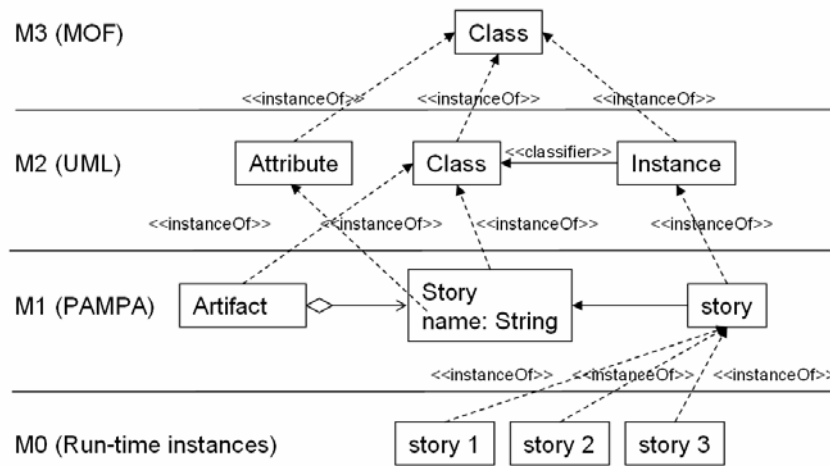 M3 (MOF)
Class
<<instanceOf>>
<<instanceOf>>
<<instanceOf>>
M2 (UML)
Attribute
Class
<<classifier>>
Instance
<<instanceOf>>
<<instanceOf>>
<<instanceOf>>
<<instanceOf>>
M1 (PAMPA)
Artifact
Story
name: String
story
<<instanceOf>>
<<instanceOf>>
<<instanceOf>>
M0 (Run-time instances)
story 1
story 2
story 3